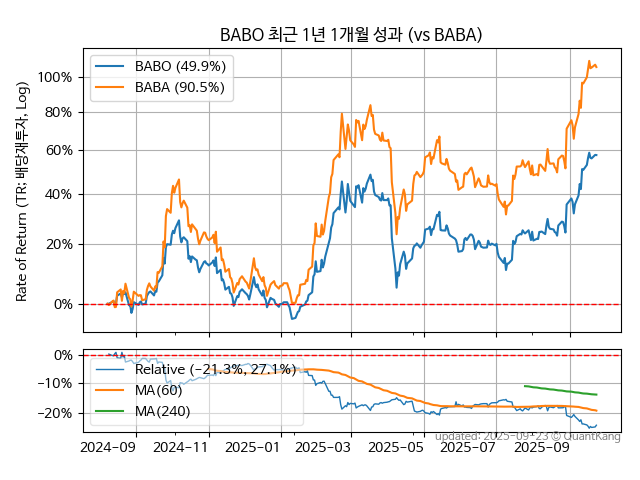 BABO 최근 1년 1개월 성과 (vs BABA)
Rate of Return (TR: 배당재투자, Log)
BABO (49.9%)
BABA (90.5%)
100%
80%
60%
40%
20%
0%
0%
−10%
−20%
Relative (−21.3%, 27.1%)
MA(60)
MA(240)
2024-09
2024-11
2025-01
2025-03
2025-05
2025-07
2025-09
updated: 2025-09-23 © QuantKang